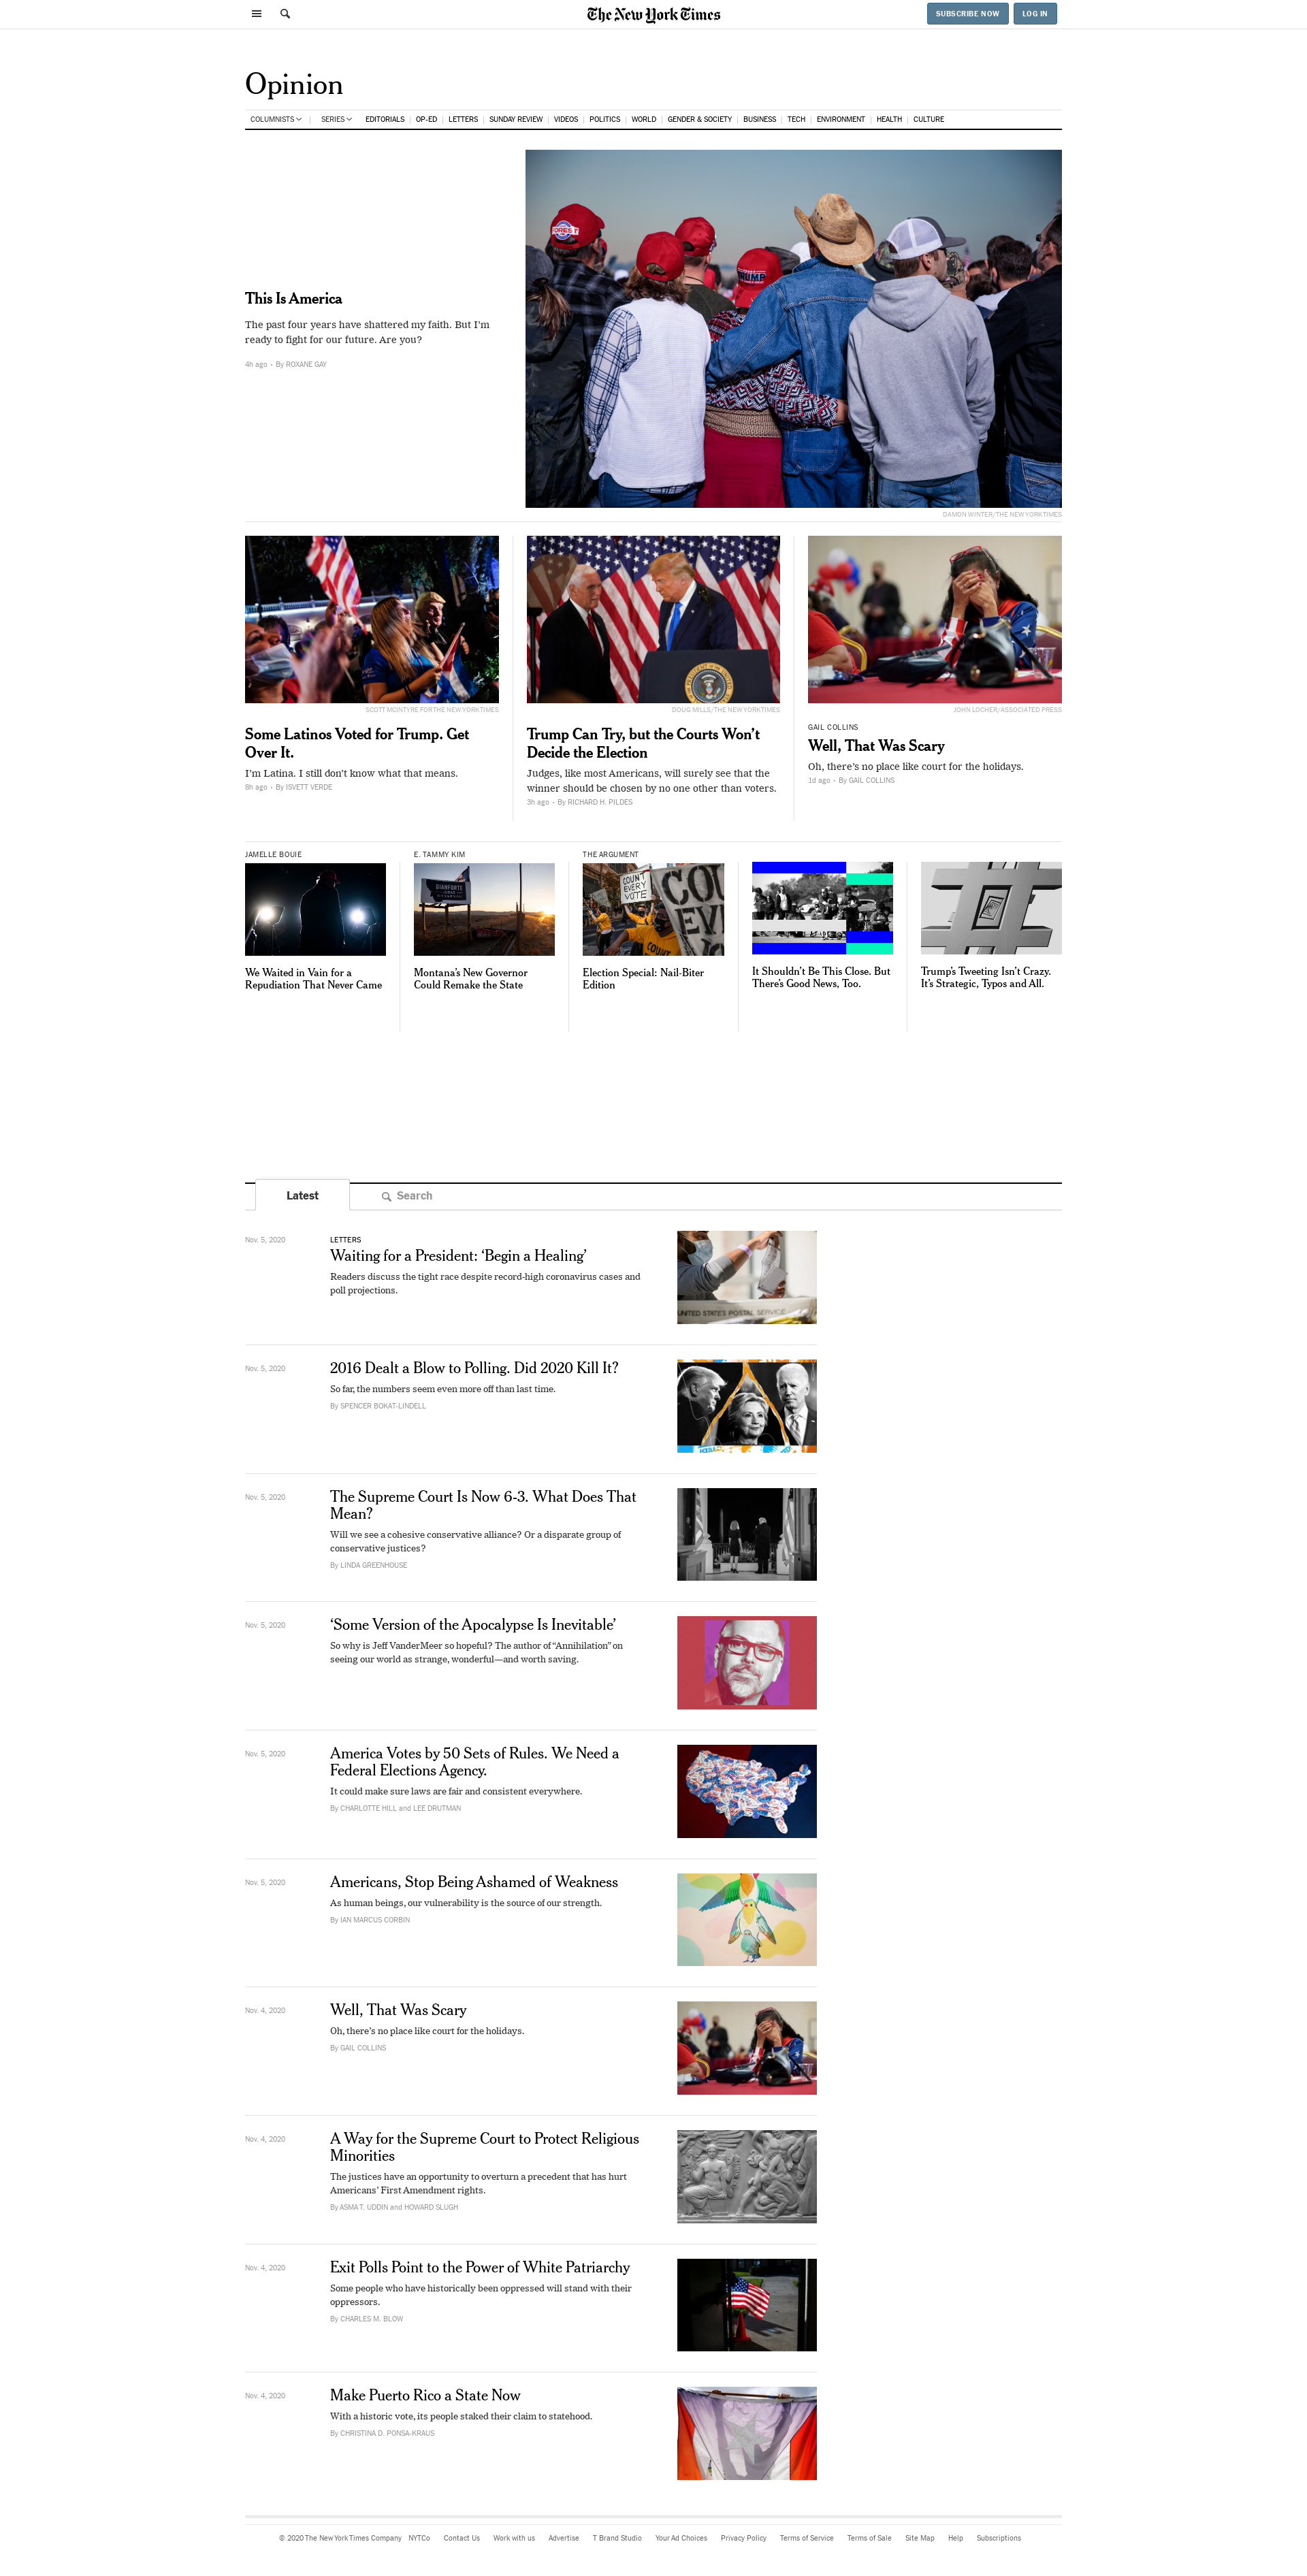 The New York Times
SUBSCRIBE NOW
LOG IN
Opinion
COLUMNISTS | SERIES EDITORIALS | OP-ED | LETTERS | SUNDAY REVIEW | VIDEOS | POLITICS | WORLD | GENDER & SOCIETY | BUSINESS | TECH | ENVIRONMENT | HEALTH | CULTURE
This Is America
The past four years have shattered my faith. But I'm
ready to fight for our future. Are you?
4h ago • By ROXANE GAY
TRUMP
DAMON WINTER/THE NEW YORK TIMES
SCOTT MCINTYRE FOR THE NEW YORK TIMES
Some Latinos Voted for Trump. Get
Over It.
I'm Latina. I still don't know what that means.
8h ago • By ISVETT VERDE
DOUG MILLS/THE NEW YORK TIMES
Trump Can Try, but the Courts Won't
Decide the Election
Judges, like most Americans, will surely see that the
winner should be chosen by no one other than voters.
3h ago • By RICHARD H. PILDES
JOHN LOCHER/ASSOCIATED PRESS
GAIL COLLINS
Well, That Was Scary
Oh, there's no place like court for the holidays.
1d ago • By GAIL COLLINS
JAMELLE BOUIE
We Waited in Vain for a
Repudiation That Never Came
E. TAMMY KIM
GIANFORTE
Montana's New Governor
Could Remake the State
THE ARGUMENT
COUNT
EVERY
VOTE
Election Special: Nail-Biter
Edition
It Shouldn't Be This Close. But
There's Good News, Too.
Trump's Tweeting Isn't Crazy.
It's Strategic, Typos and All.
Latest
Search
Nov. 5, 2020
LETTERS
Waiting for a President: 'Begin a Healing'
Readers discuss the tight race despite record-high coronavirus cases and
poll projections.
UNITED STATES POSTAL SERVICE
Nov. 5, 2020
2016 Dealt a Blow to Polling. Did 2020 Kill It?
So far, the numbers seem even more off than last time.
By SPENCER BOKAT-LINDELL
Nov. 5, 2020
The Supreme Court Is Now 6-3. What Does That
Mean?
Will we see a cohesive conservative alliance? Or a disparate group of
conservative justices?
By LINDA GREENHOUSE
Nov. 5, 2020
'Some Version of the Apocalypse Is Inevitable'
So why is Jeff VanderMeer so hopeful? The author of “Annihilation” on
seeing our world as strange, wonderful—and worth saving.
Nov. 5, 2020
America Votes by 50 Sets of Rules. We Need a
Federal Elections Agency.
It could make sure laws are fair and consistent everywhere.
By CHARLOTTE HILL and LEE DRUTMAN
Nov. 5, 2020
Americans, Stop Being Ashamed of Weakness
As human beings, our vulnerability is the source of our strength.
By IAN MARCUS CORBIN
Nov. 4, 2020
Well, That Was Scary
Oh, there's no place like court for the holidays.
By GAIL COLLINS
Nov. 4, 2020
A Way for the Supreme Court to Protect Religious
Minorities
The justices have an opportunity to overturn a precedent that has hurt
Americans' First Amendment rights.
By ASMA T. UDDIN and HOWARD SLUGH
Nov. 4, 2020
Exit Polls Point to the Power of White Patriarchy
Some people who have historically been oppressed will stand with their
oppressors.
By CHARLES M. BLOW
Nov. 4, 2020
Make Puerto Rico a State Now
With a historic vote, its people staked their claim to statehood.
By CHRISTINA D. PONSA-KRAUS
© 2020 The New York Times Company NYTCo Contact Us Work with us Advertise T Brand Studio Your Ad Choices Privacy Policy Terms of Service Terms of Sale Site Map Help Subscriptions